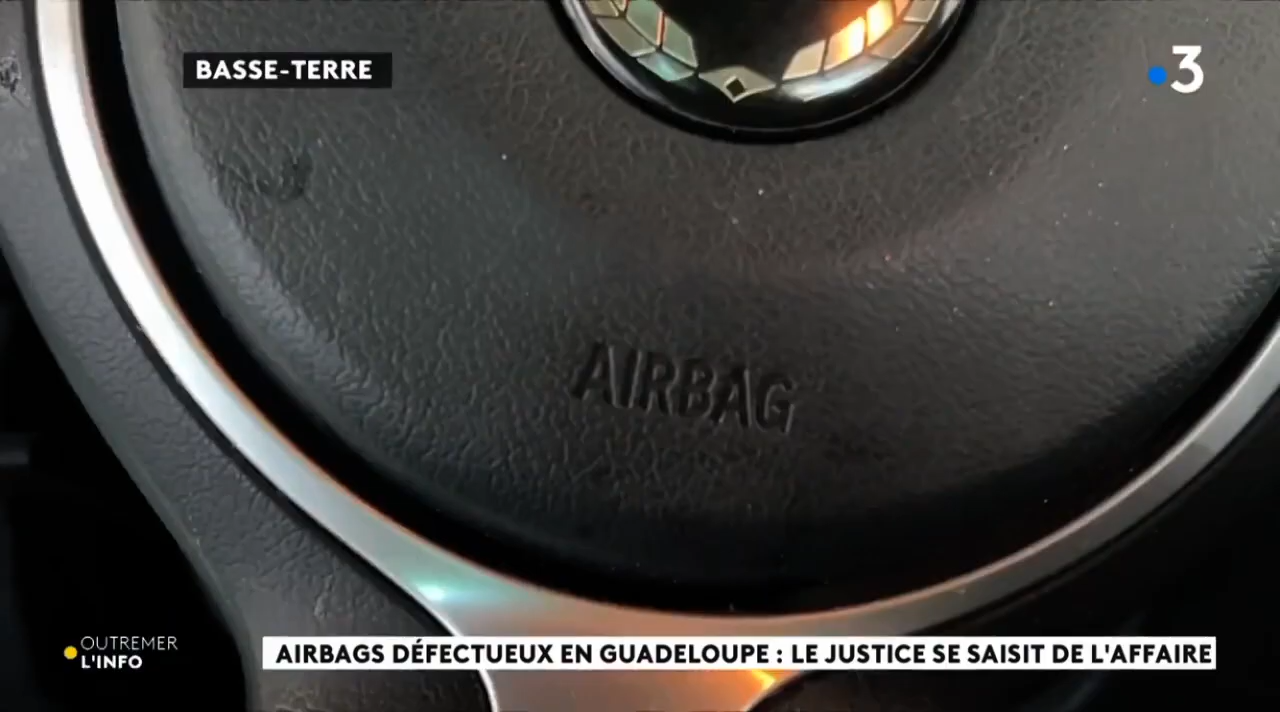 BASSE-TERRE
3
AIRBAG
OUTREMER
L'INFO
AIRBAGS DÉFECTUEUX EN GUADELOUPE : LE JUSTICE SE SAISIT DE L'AFFAIRE